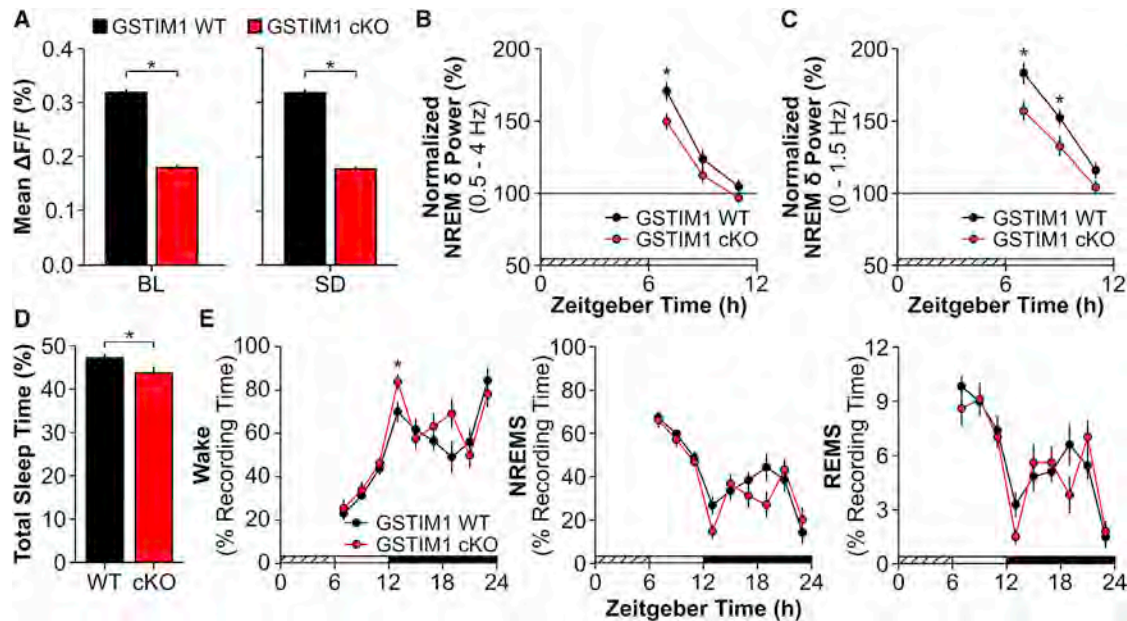 A
GSTIM1 WT
GSTIM1 cKO
Mean ΔF/F (%)
0.4
0.3
0.2
0.1
0.0
*
BL
*
SD
B
Normalized
NREM δ Power (%)
(0.5 - 4 Hz)
200
150
100
50
*
GSTIM1 WT
GSTIM1 cKO
0
6
12
Zeitgeber Time (h)
C
Normalized
NREM δ Power (%)
(0 - 1.5 Hz)
200
150
100
50
*
*
GSTIM1 WT
GSTIM1 cKO
0
6
12
Zeitgeber Time (h)
D
Total Sleep Time (%)
50
40
30
20
10
0
*
WT
cKO
E
Wake
(% Recording Time)
100
80
60
40
20
0
*
GSTIM1 WT
GSTIM1 cKO
0
6
12
18
24
NREMS
(% Recording Time)
100
80
60
40
20
0
0
6
12
18
24
Zeitgeber Time (h)
REMS
(% Recording Time)
12
9
6
3
0
0
6
12
18
24